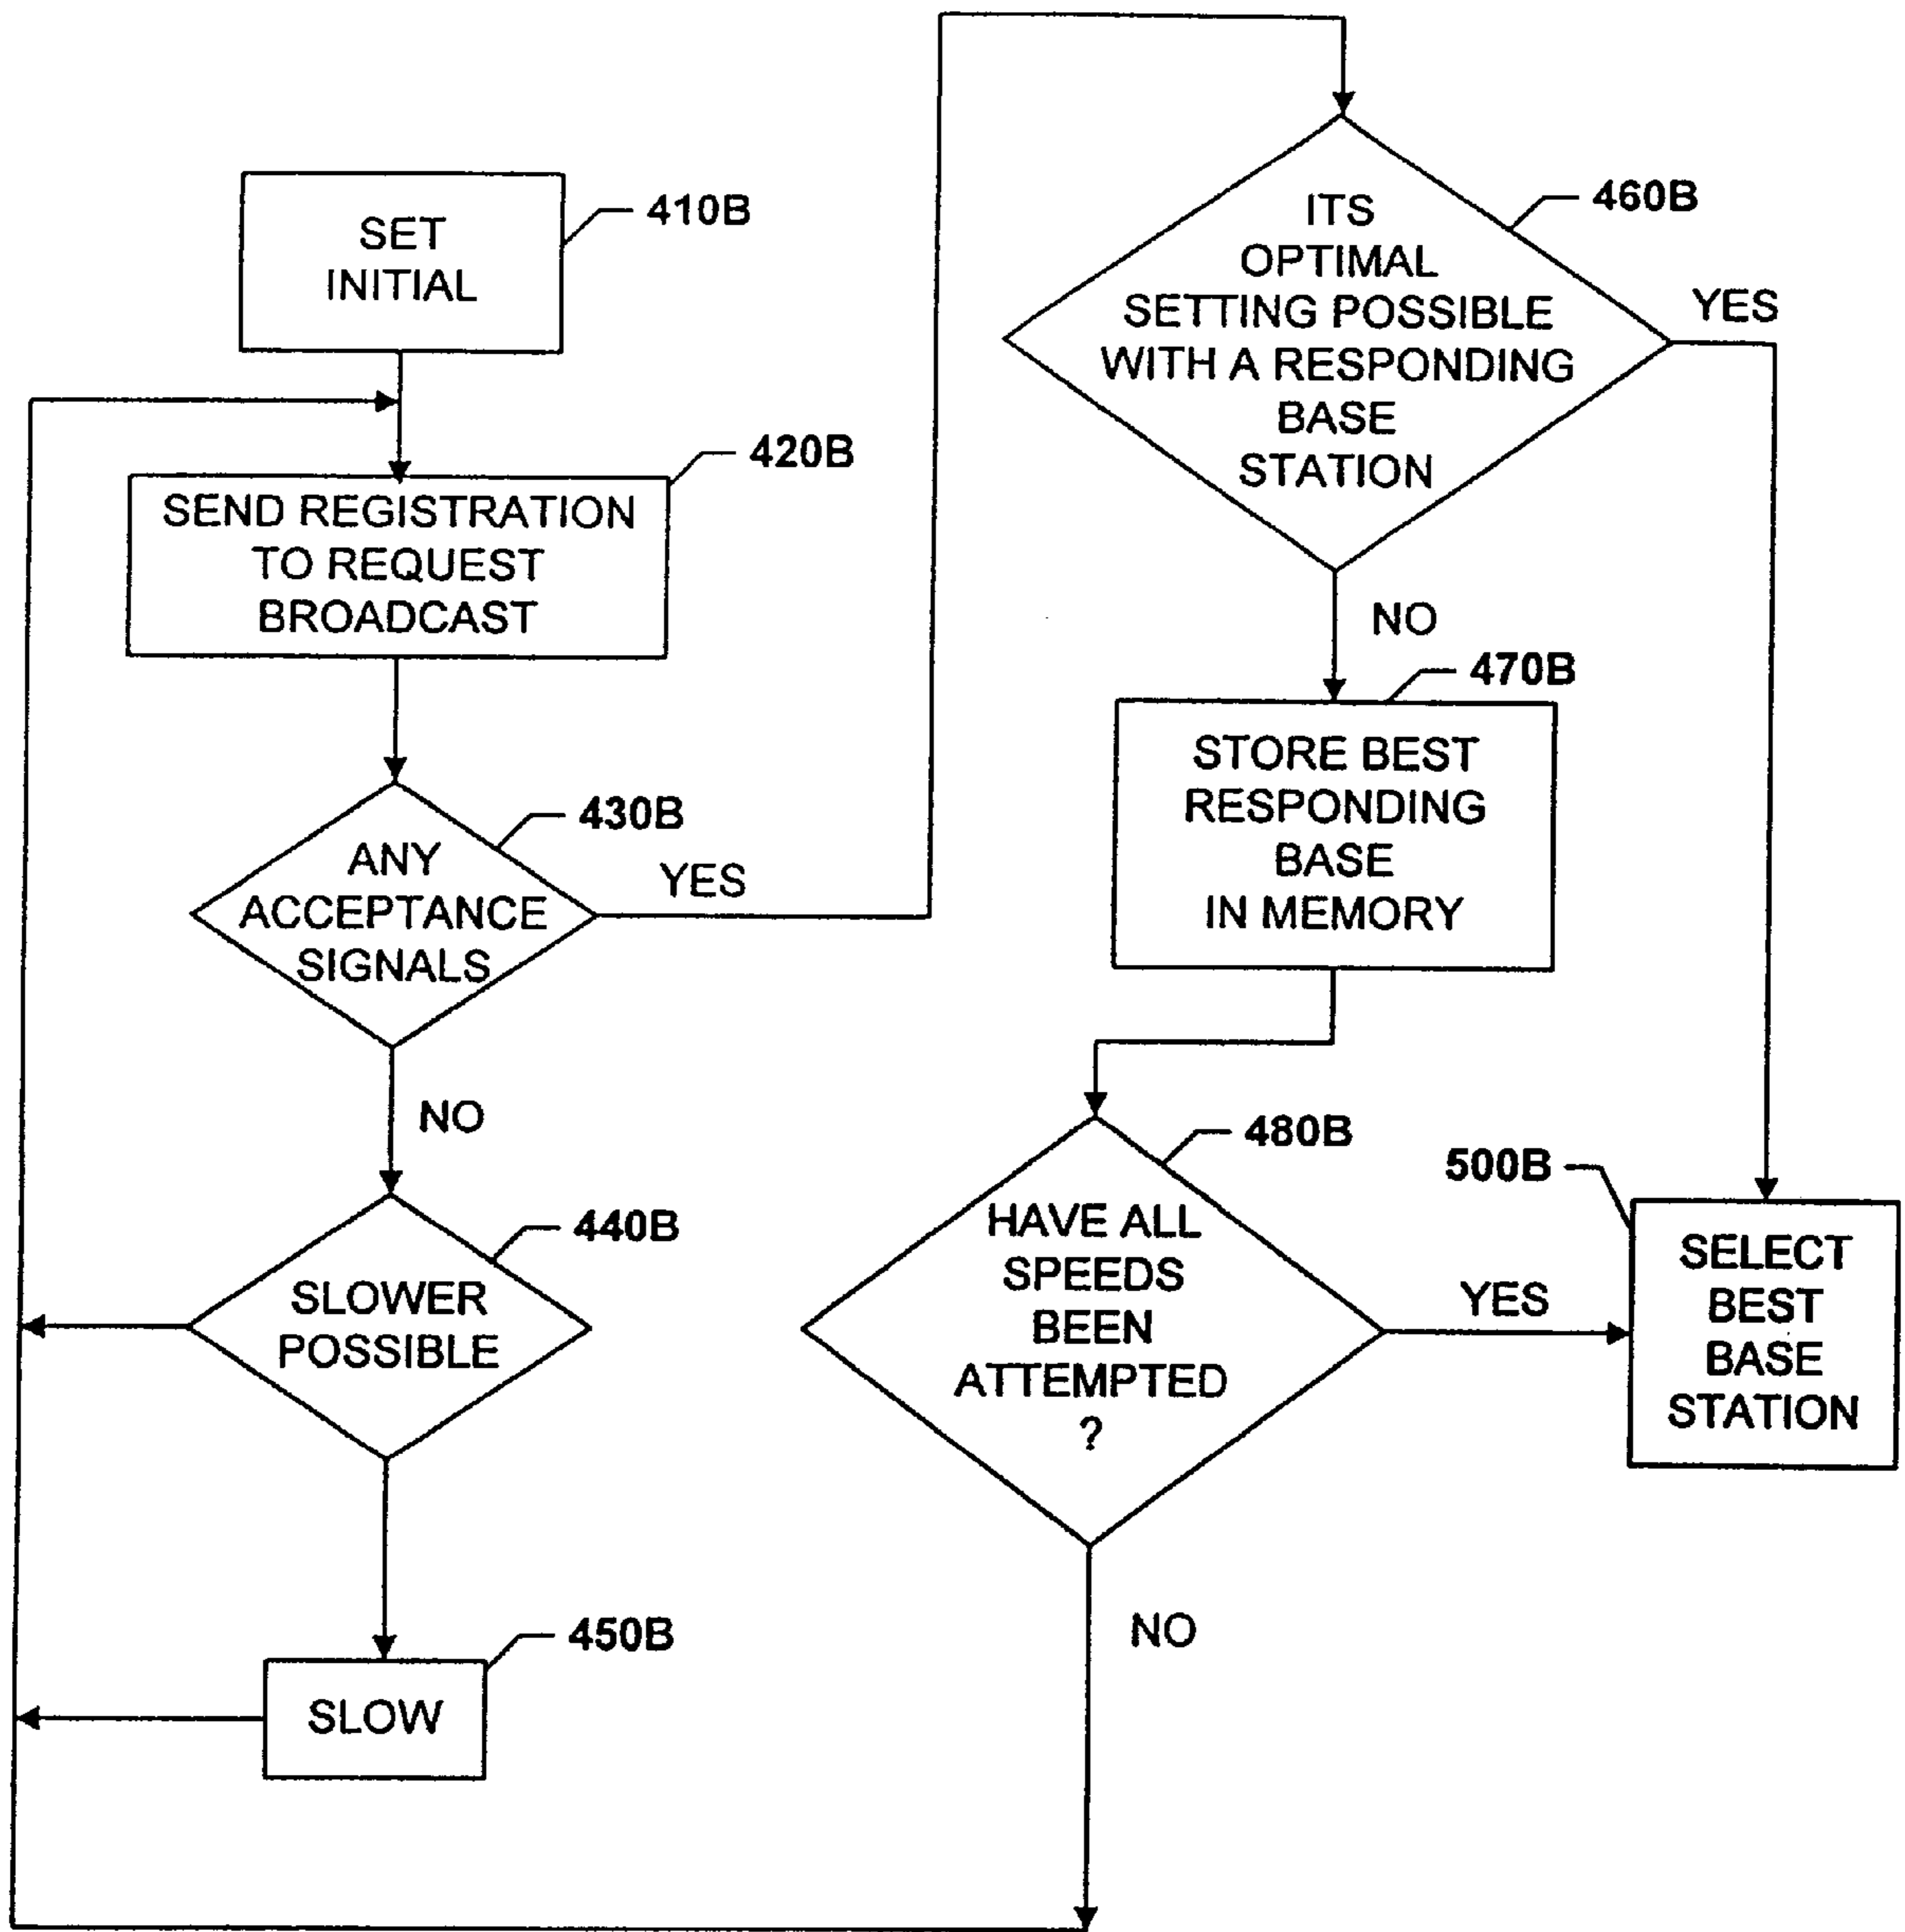 SET
INITIAL
410B
SEND REGISTRATION
TO REQUEST
BROADCAST
420B
ANY
ACCEPTANCE
SIGNALS
430B
YES
NO
SLOWER
POSSIBLE
440B
SLOW
450B
ITS
OPTIMAL
SETTING POSSIBLE
WITH A RESPONDING
BASE
STATION
460B
YES
NO
470B
STORE BEST
RESPONDING
BASE
IN MEMORY
480B
HAVE ALL
SPEEDS
BEEN
ATTEMPTED
?
YES
NO
500B
SELECT
BEST
BASE
STATION